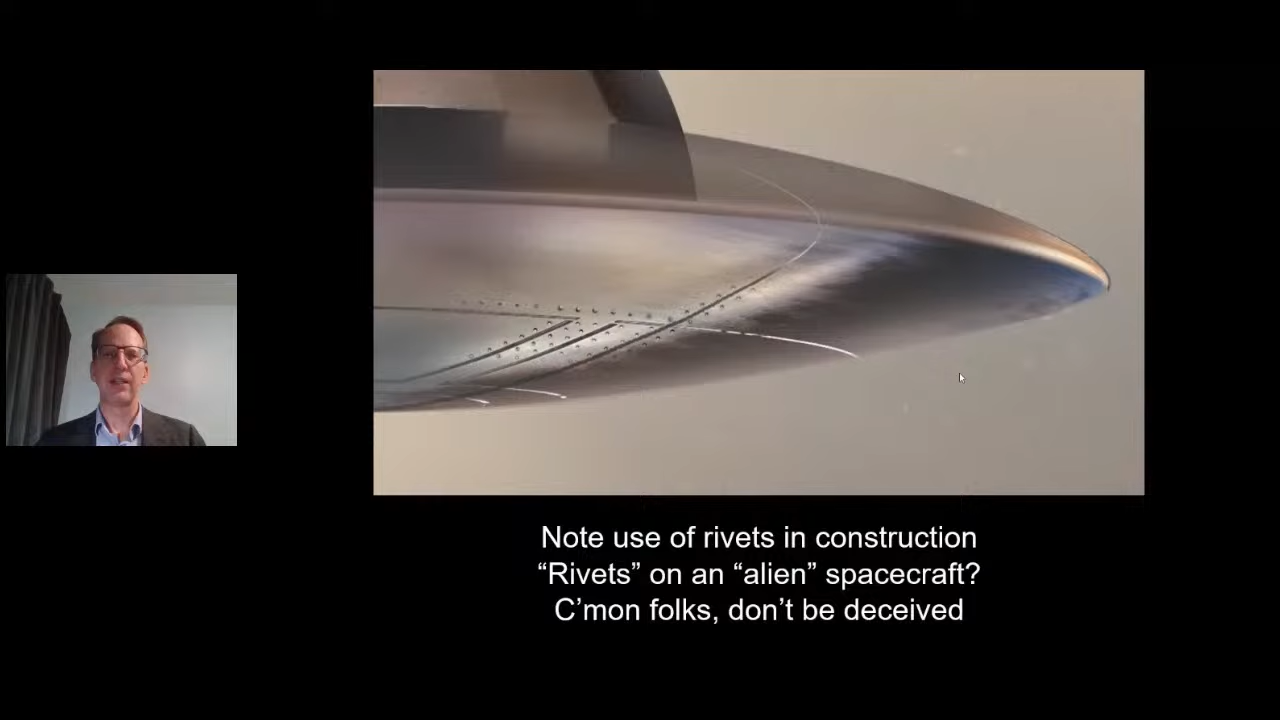 Note use of rivets in construction
“Rivets” on an “alien” spacecraft?
C’mon folks, don’t be deceived